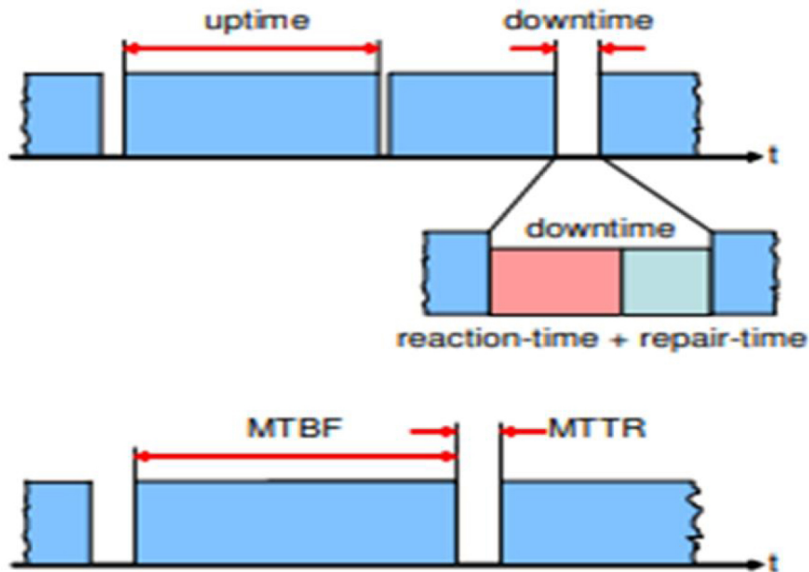 uptime downtime
t
downtime
reaction-time + repair-time
MTBF MTTR
t